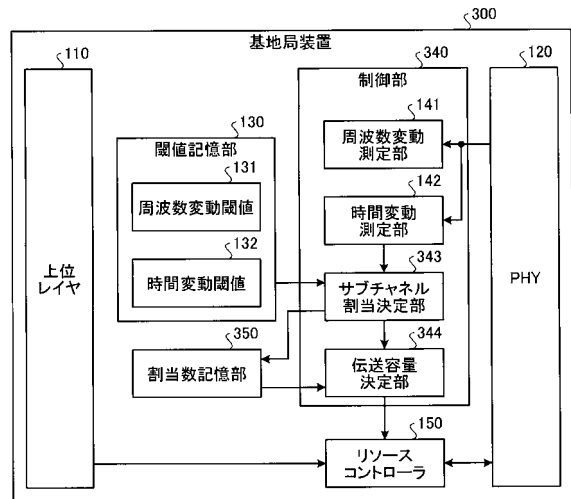 300
基地局装置
110
上位
レイヤ
130
閾値記憶部
131
周波数変動閾値
132
時間変動閾値
350
割当数記憶部
340
制御部
141
周波数変動
測定部
142
時間変動
測定部
343
サブチャネル
割当決定部
344
伝送容量
決定部
150
リソース
コントローラ
120
PHY